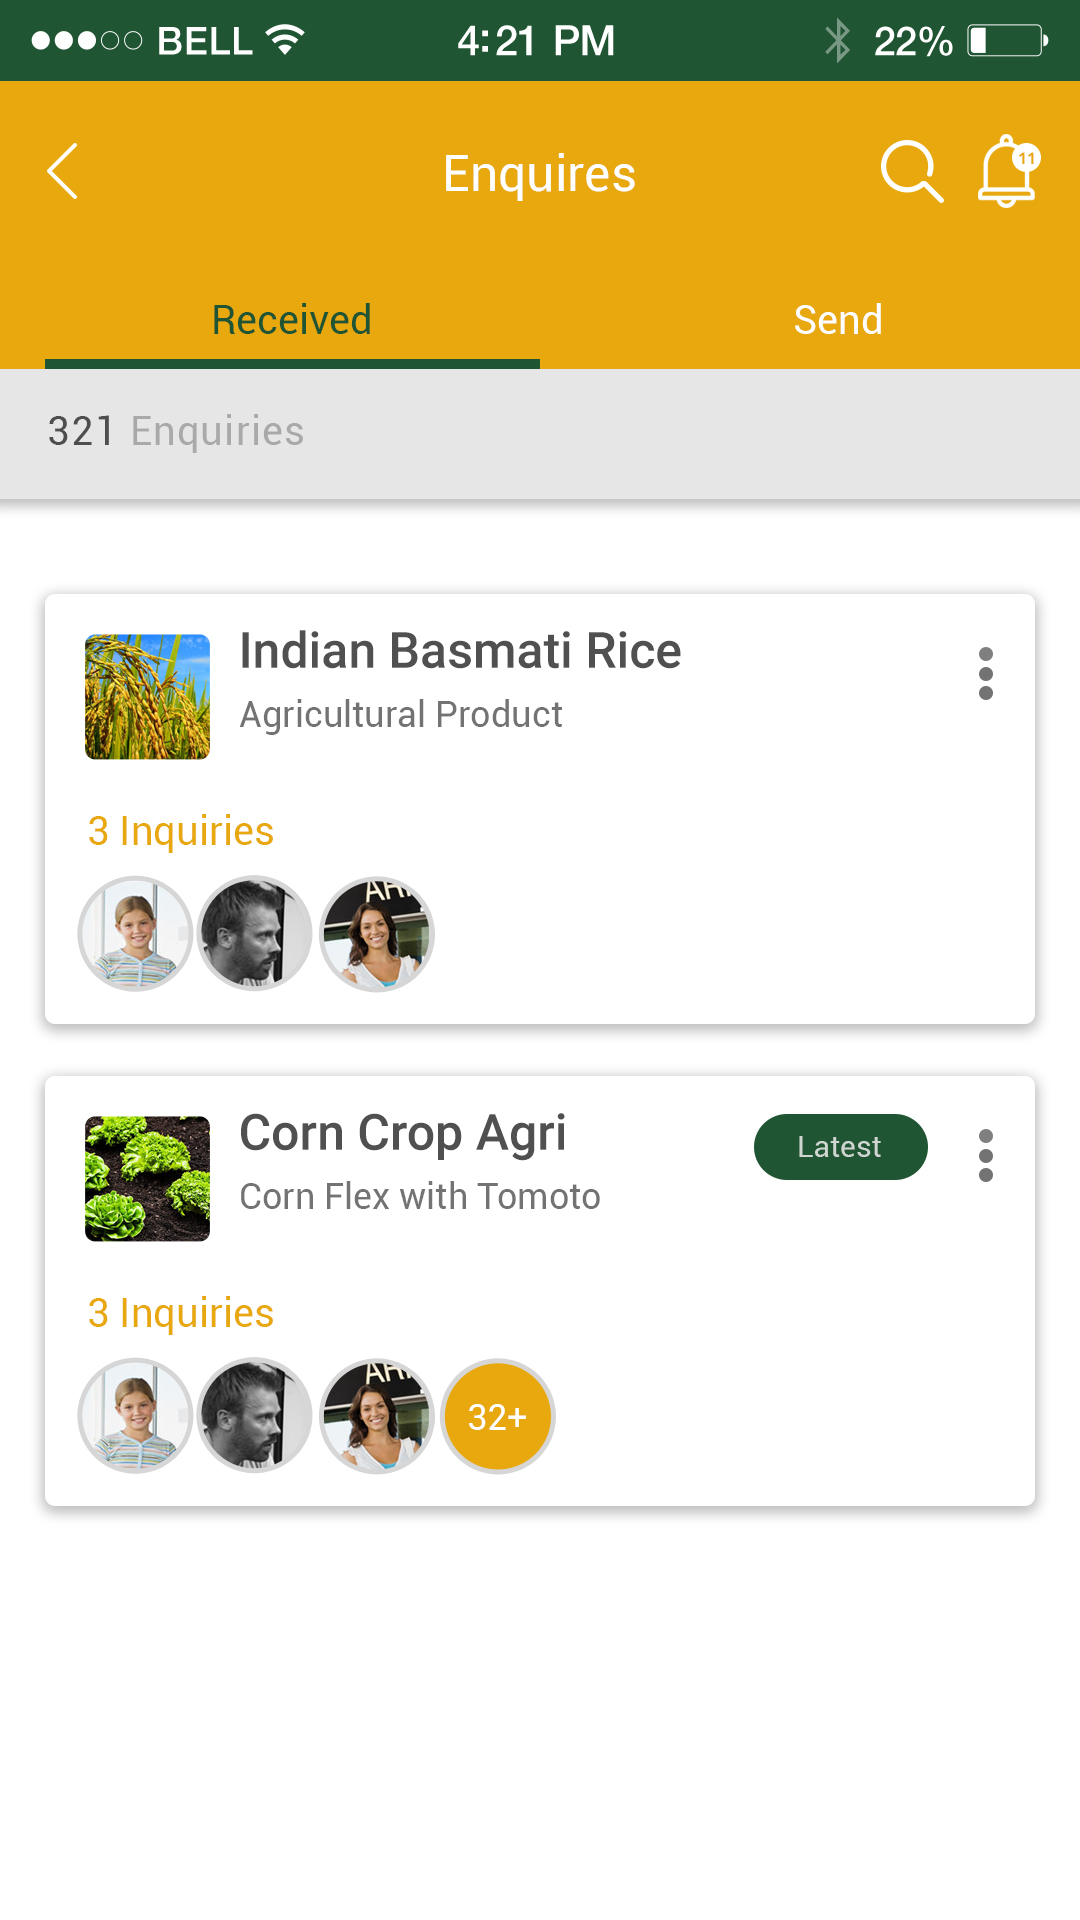 BELL 4:21 PM 22%
Enquires 11
Received Send
321 Enquiries
Indian Basmati Rice
Agricultural Product
3 Inquiries
Corn Crop Agri Latest
Corn Flex with Tomoto
3 Inquiries
32+